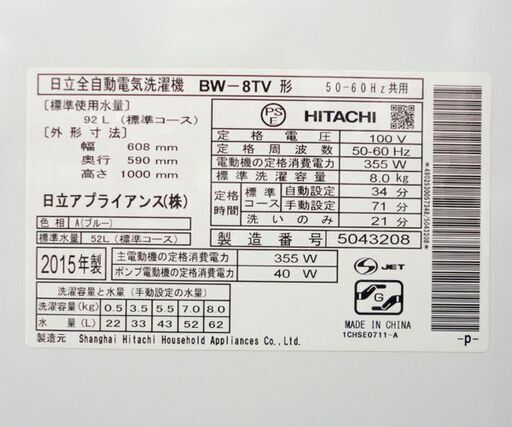 日立全自動電気洗濯機 BW-8TV 形 50-60Hz共用
[標準使用水量]
92L (標準コース)
[外形寸法]
幅 608 mm
奥行 590 mm
高さ 1000 mm
日立アプライアンス(株)
色相 A(ブルー)
標準水量 52L (標準コース)
PS
E
HITACHI
定格電圧 100 V
定格周波数 50-60 Hz
電動機の定格消費電力 355 W
標準洗濯容量 8.0kg
定格時間 標準コース 自動設定 34 分
手動設定 71 分
洗いのみ 21 分
製造番号 5043208
2015年製
主電動機の定格消費電力 355 W
ポンプ電動機の定格消費電力 40 W
S JET
洗濯容量と水量 (手動設定の水量)
洗濯容量(kg) 0.5 3.5 5.5 7.0 8.0
水量(L) 22 33 43 52 62
G
MADE IN CHINA
1CHSE0711-A
製造元 Shanghai Hitachi Household Appliances Co., Ltd.
-p-